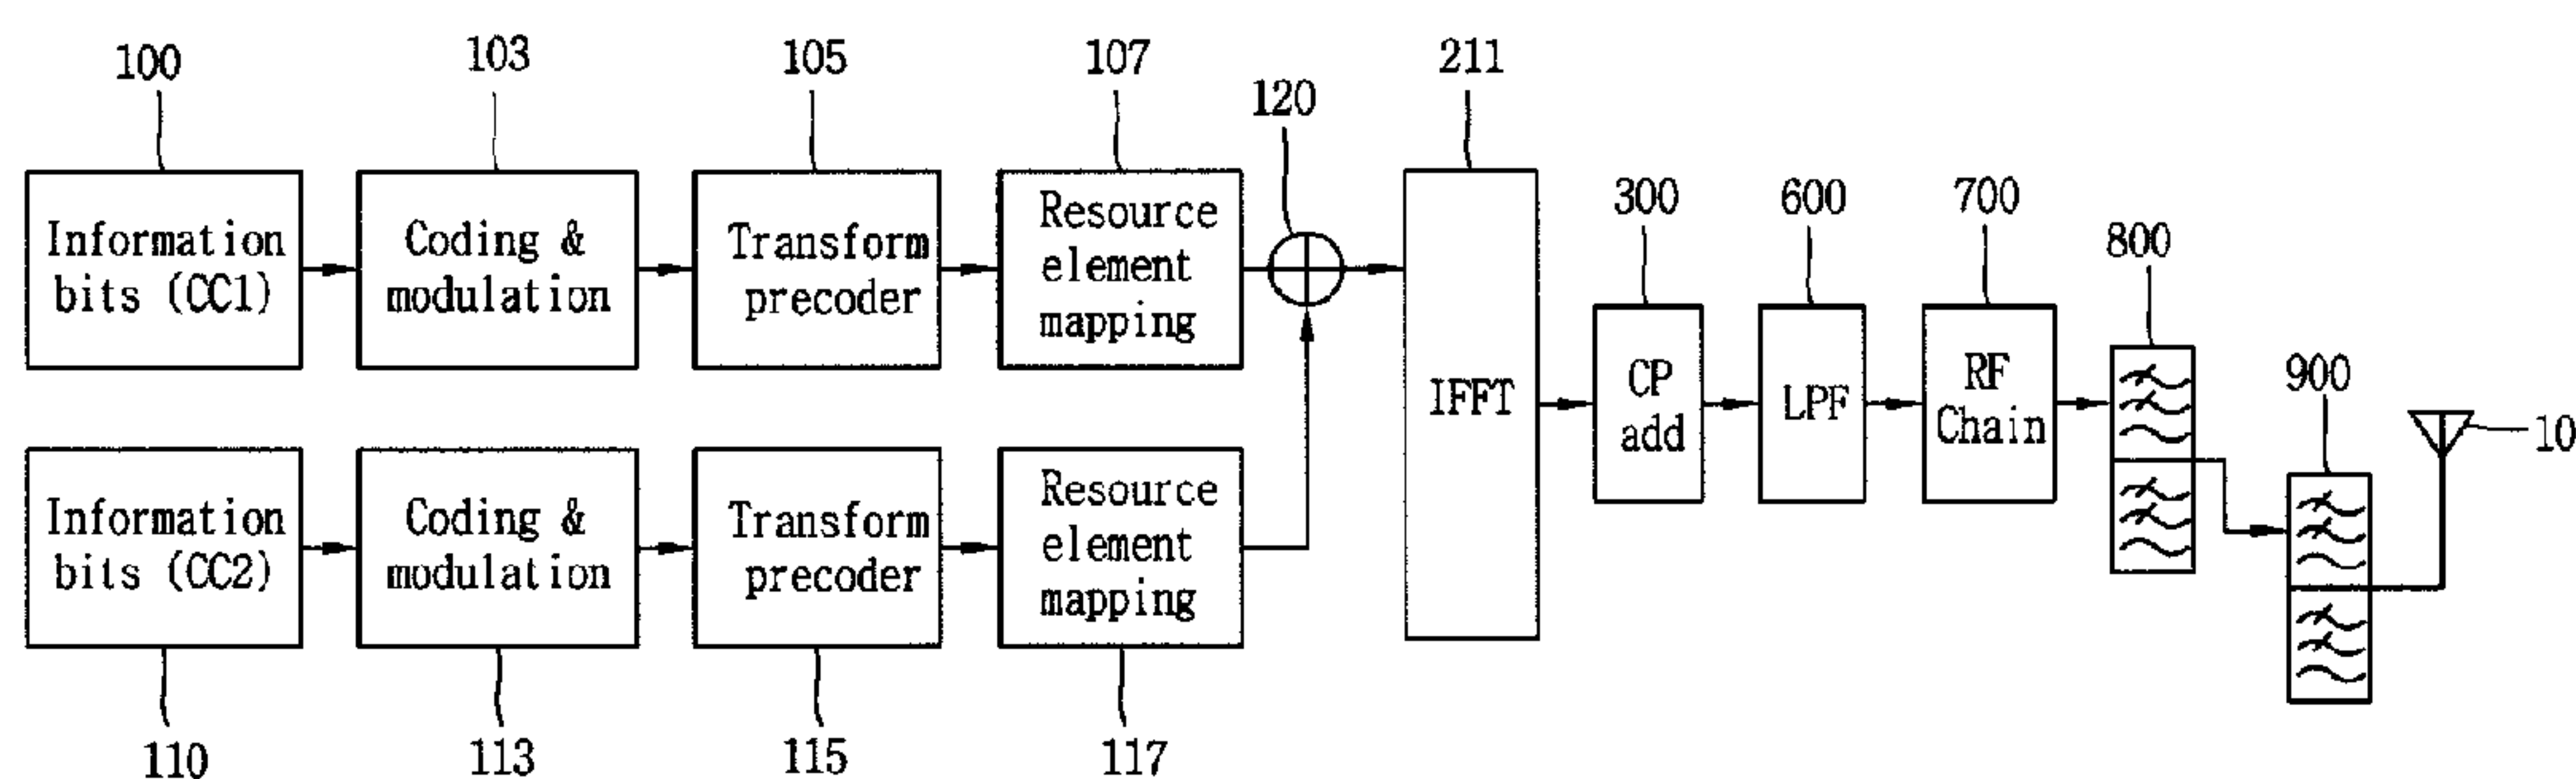 100
103
105
107
120
211
300
600
700
800
900
10
Information
bits (CC1)
Coding &
modulation
Transform
precoder
Resource
element
mapping
IFFT
CP
add
LPF
RF
Chain
Information
bits (CC2)
Coding &
modulation
Transform
precoder
Resource
element
mapping
110
113
115
117